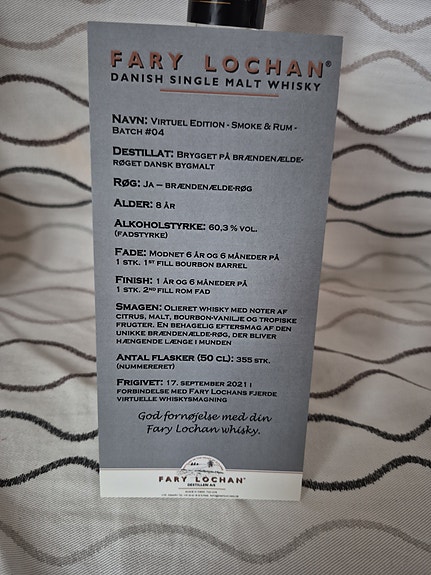 FARY LOCHAN®
DANISH SINGLE MALT WHISKY
NAVN: VIRTUEL EDITION - SMOKE & RUM -
BATCH #04
DESTILLAT: BRYGGET PÅ BRÆNDENÆLDE-
RØGET DANSK BYGMALT
RØG: JA – BRÆNDENÆLDE-RØG
ALDER: 8 ÅR
ALKOHOLSTYRKE: 60,3 % VOL.
(FADSTYRKE)
FADE: MODNET 6 ÅR OG 6 MÅNEDER PÅ
1 STK. 1ST FILL BOURBON BARREL
FINISH: 1 ÅR OG 6 MÅNEDER PÅ
1 STK. 2ND FILL ROM FAD
SMAGEN: OLIERET WHISKY MED NOTER AF
CITRUS, MALT, BOURBON-VANILJE OG TROPISKE
FRUGTER. EN BEHAGELIG EFTERSMAG AF DEN
UNIKKE BRÆNDENÆLDE-RØG, DER BLIVER
HÆNGENDE LÆNGE I MUNDEN
ANTAL FLASKER (50 CL): 355 STK.
(NUMMERERET)
FRIGIVET: 17. SEPTEMBER 2021 I
FORBINDELSE MED FARY LOCHANS FJERDE
VIRTUELLE WHISKYSMAGNING
God fornøjelse med din
Fary Lochan whisky.
FARY LOCHAN®
DESTILLERI A/S